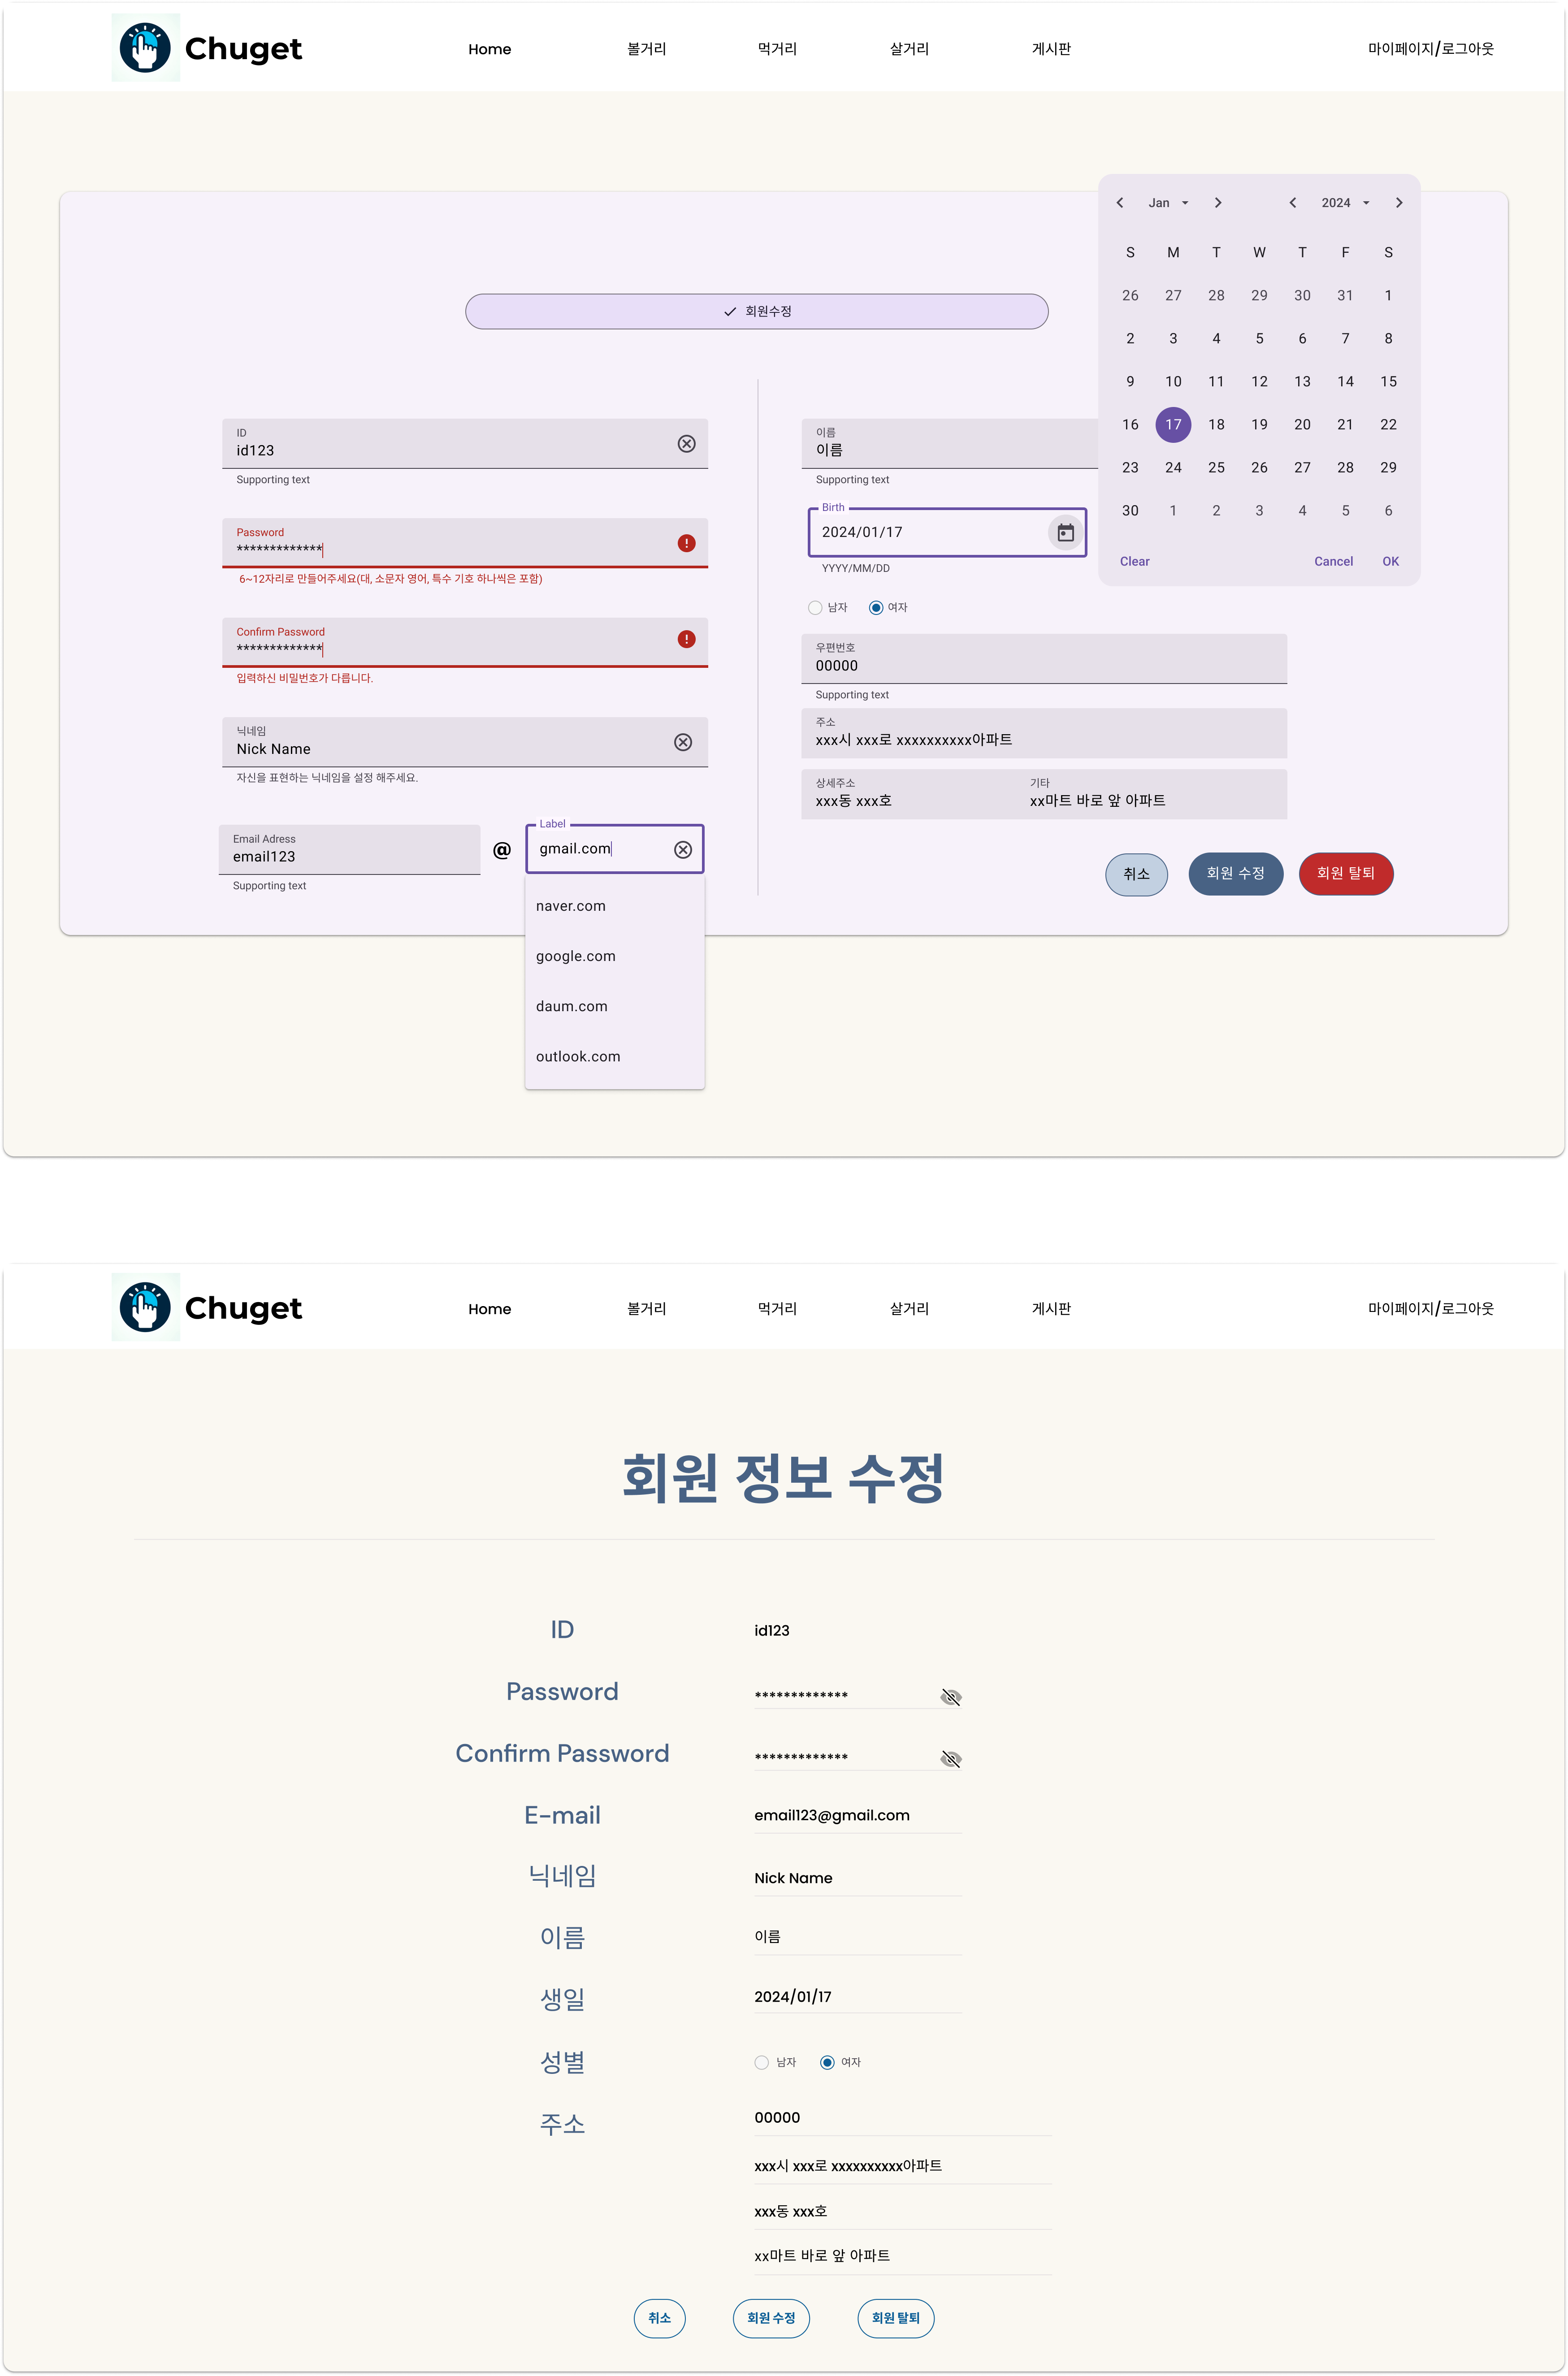 Chuget
Home 볼거리 먹거리 살거리 게시판 마이페이지/로그아웃
회원수정
ID
id123
Supporting text
Password
*************
6~12자리로 만들어주세요(대, 소문자 영어, 특수 기호 하나씩은 포함)
Confirm Password
*************
입력하신 비밀번호가 다릅니다.
닉네임
Nick Name
자신을 표현하는 닉네임을 설정 해주세요.
Email Adress
email123
Supporting text
@
Label
gmail.com
naver.com
google.com
daum.com
outlook.com
이름
이름
Supporting text
Birth
2024/01/17
YYYY/MM/DD
남자 여자
우편번호
00000
Supporting text
주소
xxx시 xxx로 xxxxxxxxxx아파트
상세주소
xxx동 xxx호
기타
xx마트 바로 앞 아파트
취소 회원 수정 회원 탈퇴
Jan 2024
S M T W T F S
26 27 28 29 30 31 1
2 3 4 5 6 7 8
9 10 11 12 13 14 15
16 17 18 19 20 21 22
23 24 25 26 27 28 29
30 1 2 3 4 5 6
Clear Cancel OK
Chuget
Home 볼거리 먹거리 살거리 게시판 마이페이지/로그아웃
회원 정보 수정
ID id123
Password *************
Confirm Password *************
E-mail email123@gmail.com
닉네임 Nick Name
이름 이름
생일 2024/01/17
성별 남자 여자
주소 00000
xxx시 xxx로 xxxxxxxxxx아파트
xxx동 xxx호
xx마트 바로 앞 아파트
취소 회원 수정 회원 탈퇴